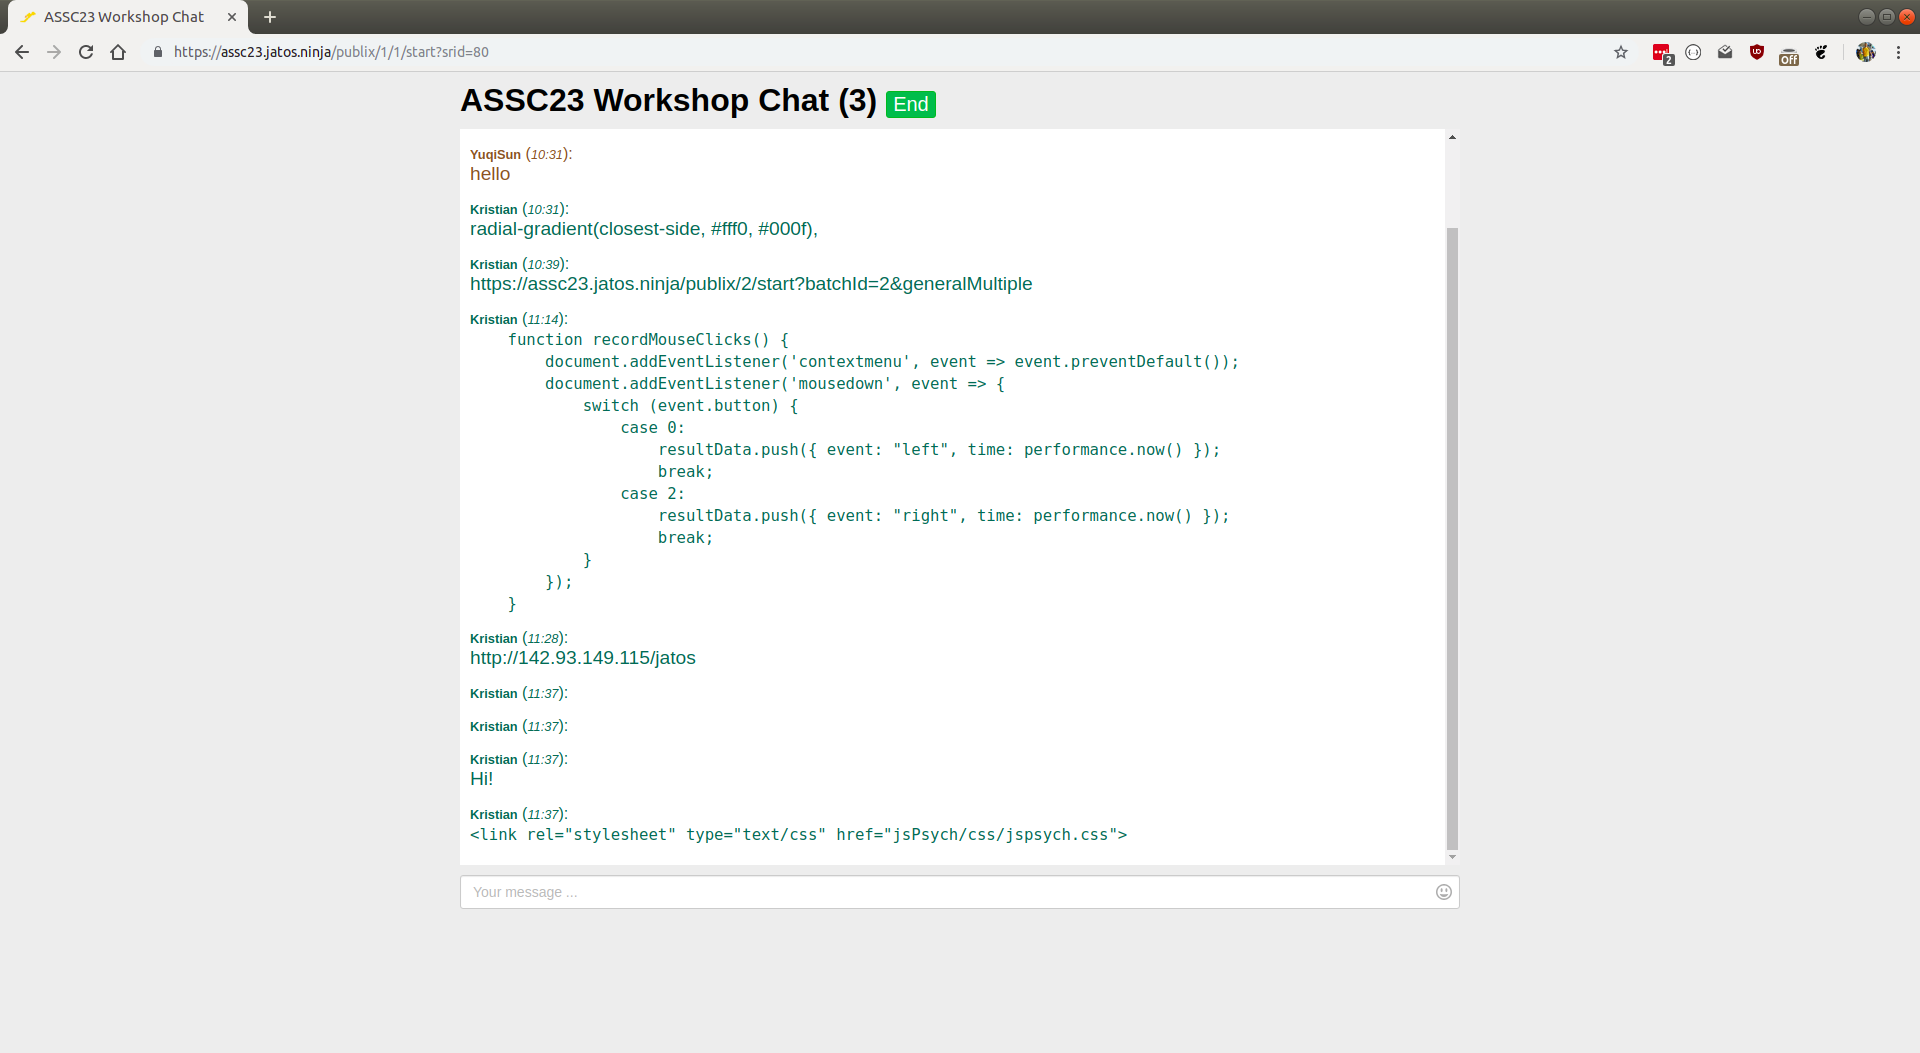 ASSC23 Workshop Chat
https://assc23.jatos.ninja/publix/1/1/start?srid=80
2
Off
ASSC23 Workshop Chat (3) End
YuqiSun (10:31):
hello
Kristian (10:31):
radial-gradient(closest-side, #fff0, #000f),
Kristian (10:39):
https://assc23.jatos.ninja/publix/2/start?batchId=2&generalMultiple
Kristian (11:14):
    function recordMouseClicks() {
        document.addEventListener('contextmenu', event => event.preventDefault());
        document.addEventListener('mousedown', event => {
            switch (event.button) {
                case 0:
                    resultData.push({ event: "left", time: performance.now() });
                    break;
                case 2:
                    resultData.push({ event: "right", time: performance.now() });
                    break;
            }
        });
    }
Kristian (11:28):
http://142.93.149.115/jatos
Kristian (11:37):
Kristian (11:37):
Kristian (11:37):
Hi!
Kristian (11:37):
<link rel="stylesheet" type="text/css" href="jsPsych/css/jspsych.css">
Your message ...